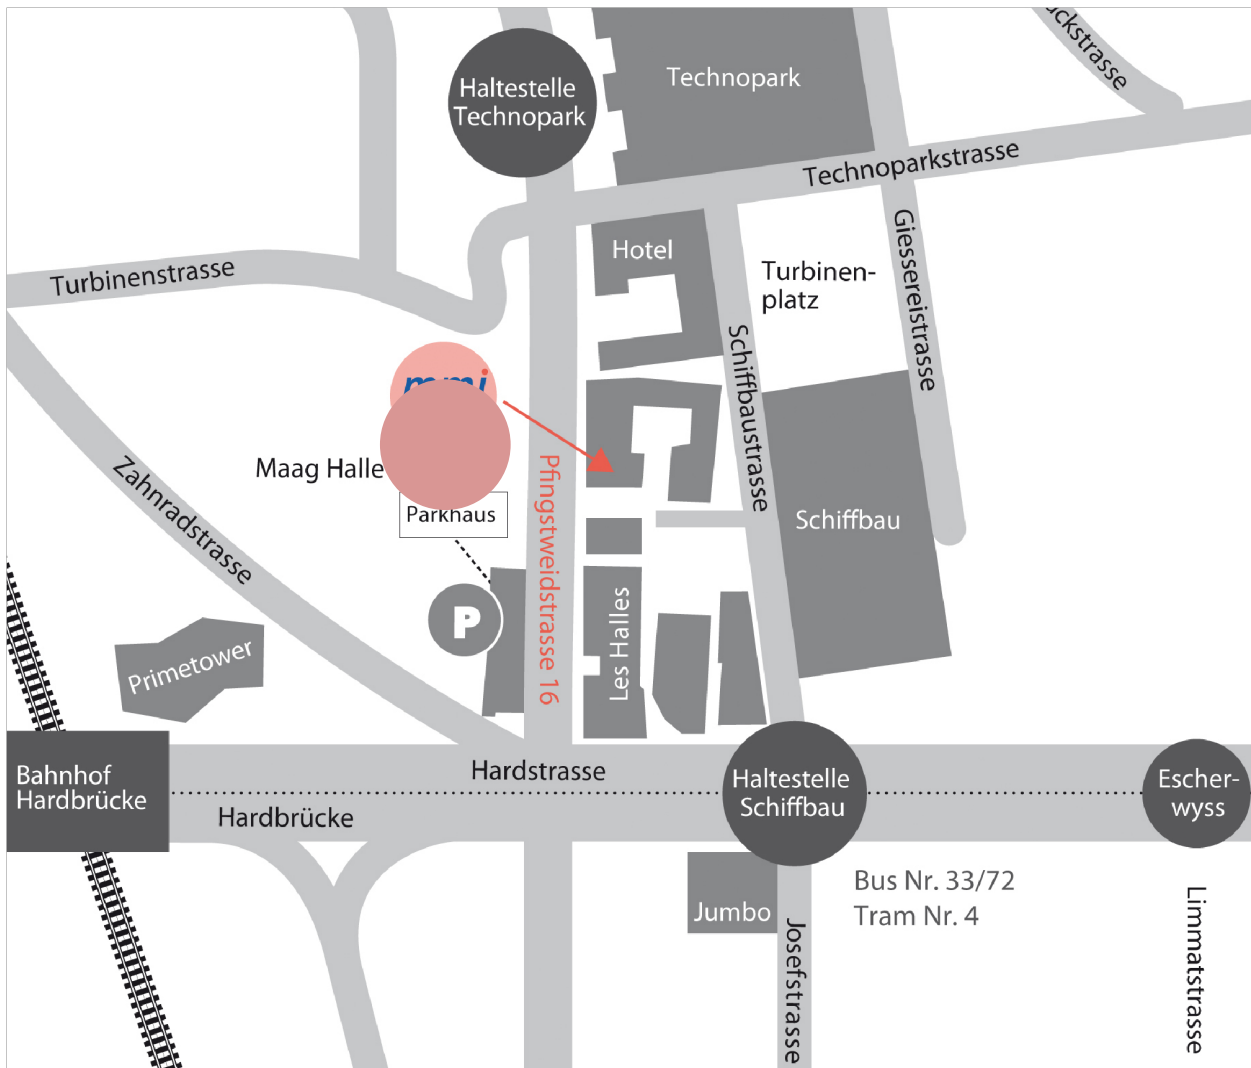 Haltestelle
Technopark
Technopark
Technoparkstrasse
Hotel
Giessereistrasse
Turbinenstrasse
Turbinen-
platz
Schiffbaustrasse
Maag Halle
Zahnradstrasse
Pfingstweidstrasse 16
Parkhaus
Schiffbau
P
Les Halles
Primetower
Bahnhof
Hardbrücke
Hardstrasse
Hardbrücke
Haltestelle
Schiffbau
Escher-
wyss
Bus Nr. 33/72
Tram Nr. 4
Jumbo
Josefstrasse
Limmatstrasse